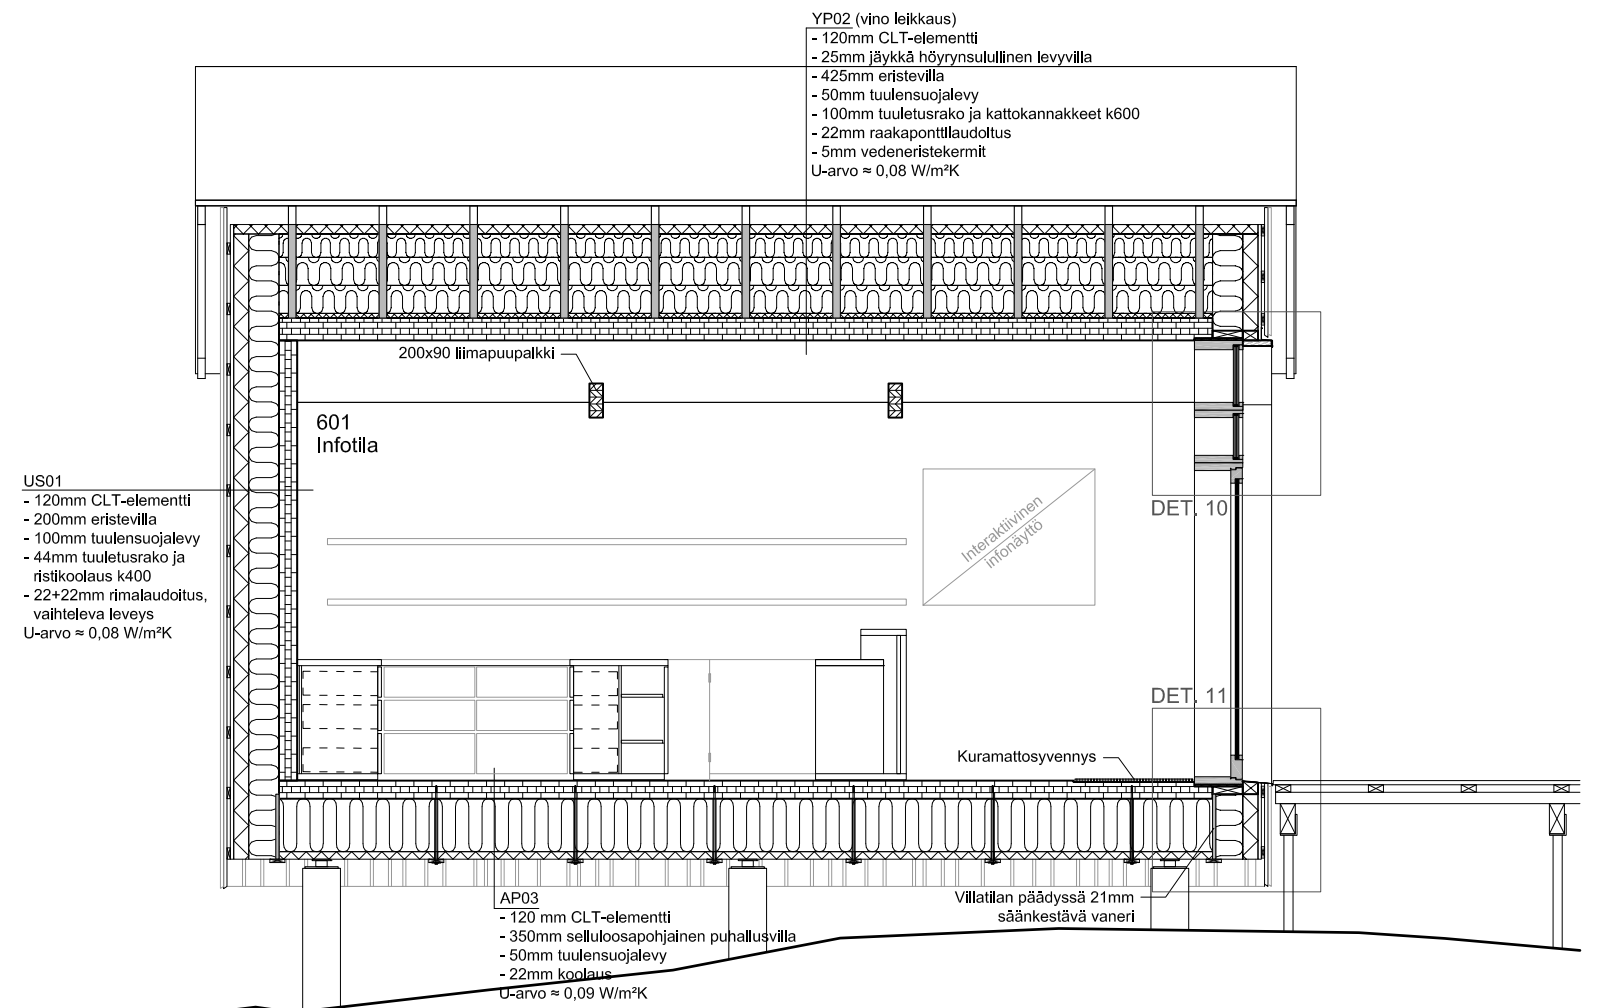 YP02 (vino leikkaus)
- 120mm CLT-elementti
- 25mm jäykkä höyrynsulullinen levyvilla
- 425mm eristevilla
- 50mm tuulensuojalevy
- 100mm tuuletusrako ja kattokannakkeet k600
- 22mm raakaponttilaudoitus
- 5mm vedeneristekermit
U-arvo ≈ 0,08 W/m²K
200x90 liimapuupalkki
601
Infotila
US01
- 120mm CLT-elementti
- 200mm eristevilla
- 100mm tuulensuojalevy
- 44mm tuuletusrako ja
ristikoolaus k400
- 22+22mm rimalaudoitus,
vaihteleva leveys
U-arvo ≈ 0,08 W/m²K
Interaktiivinen
infonäyttö
DET. 10
DET. 11
Kuramattosyvennys
Villatilan päädyssä 21mm
säänkestävä vaneri
AP03
- 120 mm CLT-elementti
- 350mm selluloosapohjainen puhallusvilla
- 50mm tuulensuojalevy
- 22mm koolaus
U-arvo ≈ 0,09 W/m²K